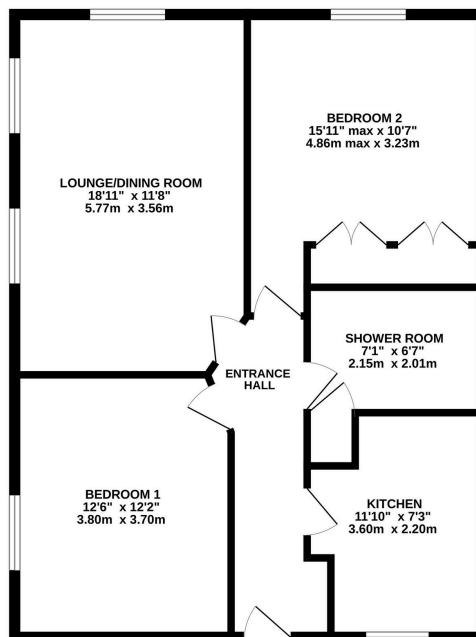 BEDROOM 2
15'11" max x 10'7"
4.86m max x 3.23m
LOUNGE/DINING ROOM
18'11" x 11'8"
5.77m x 3.56m
SHOWER ROOM
7'1" x 6'7"
2.15m x 2.01m
ENTRANCE
HALL
BEDROOM 1
12'6" x 12'2"
3.80m x 3.70m
KITCHEN
11'10" x 7'3"
3.60m x 2.20m